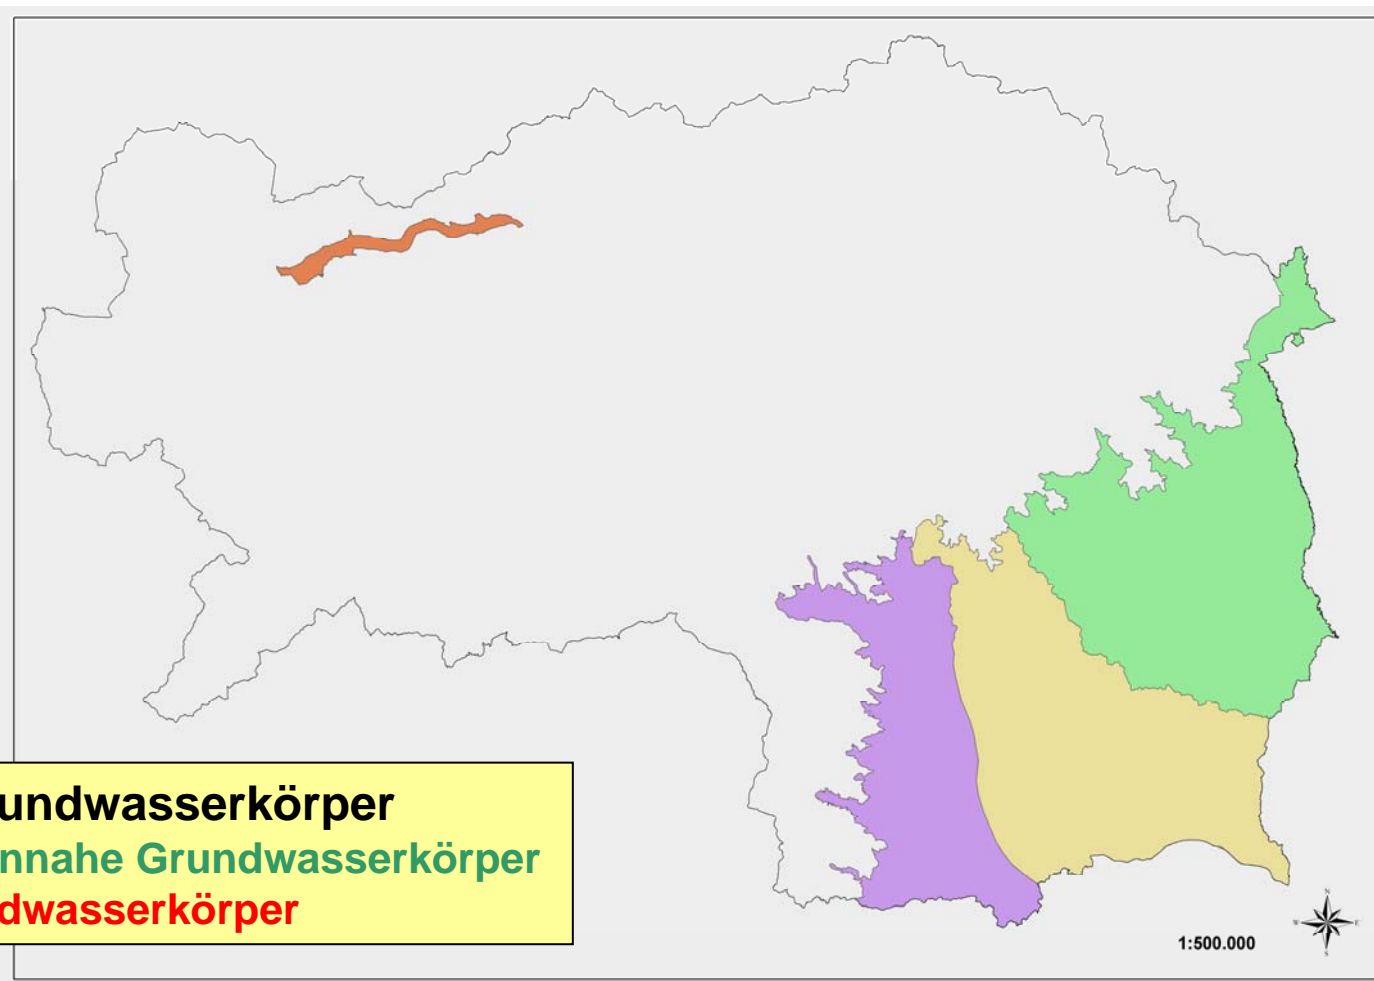 undwasserkörper
nnahe Grundwasserkörper
dwasserkörper
1:500.000
N
W
E
S